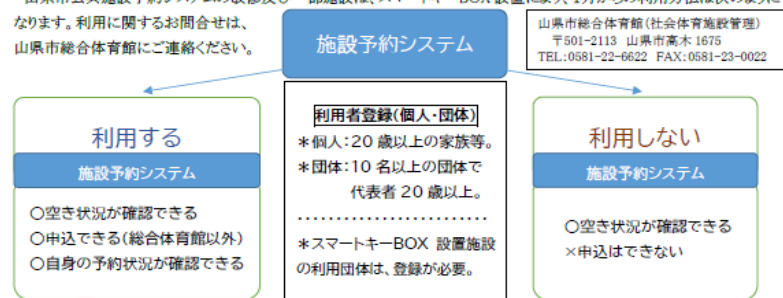 なります。利用に関するお問合せは、
山県市総合体育館にご連絡ください。
施設予約システム
山県市総合体育館(社会体育施設管理)
〒501-2113 山県市高木 1675
TEL:0581-22-6622 FAX:0581-23-0022
利用する
施設予約システム
〇空き状況が確認できる
〇申込できる(総合体育館以外)
〇自身の予約状況が確認できる
利用者登録(個人・団体)
*個人:20 歳以上の家族等。
*団体:10 名以上の団体で
代表者 20 歳以上。
........................
*スマートキーBOX 設置施設
の利用団体は、登録が必要。
利用しない
施設予約システム
〇空き状況が確認できる
×申込はできない